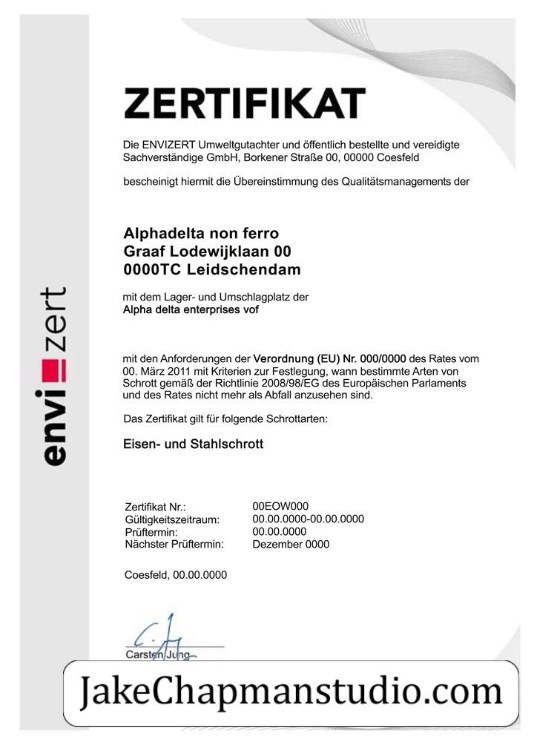 ZERTIFIKAT
Die ENVIZERT Umweltgutachter und öffentlich bestellte und vereidigte
Sachverständige GmbH, Borkener Straße 00, 00000 Coesfeld
bescheinigt hiermit die Übereinstimmung des Qualitätsmanagements der
Alphadelta non ferro
Graaf Lodewijklaan 00
0000TC Leidschendam
mit dem Lager- und Umschlagplatz der
Alpha delta enterprises vof
mit den Anforderungen der Verordnung (EU) Nr. 000/0000 des Rates vom
00. März 2011 mit Kriterien zur Festlegung, wann bestimmte Arten von
Schrott gemäß der Richtlinie 2008/98/EG des Europäischen Parlaments
und des Rates nicht mehr als Abfall anzusehen sind.
Das Zertifikat gilt für folgende Schrottarten:
Eisen- und Stahlschrott
Zertifikat Nr.: 00EOW000
Gültigkeitszeitraum: 00.00.0000-00.00.0000
Prüftermin: 00.00.0000
Nächster Prüftermin: Dezember 0000
Coesfeld, 00.00.0000
Carsten Jung
envizert
JakeChapmanstudio.com